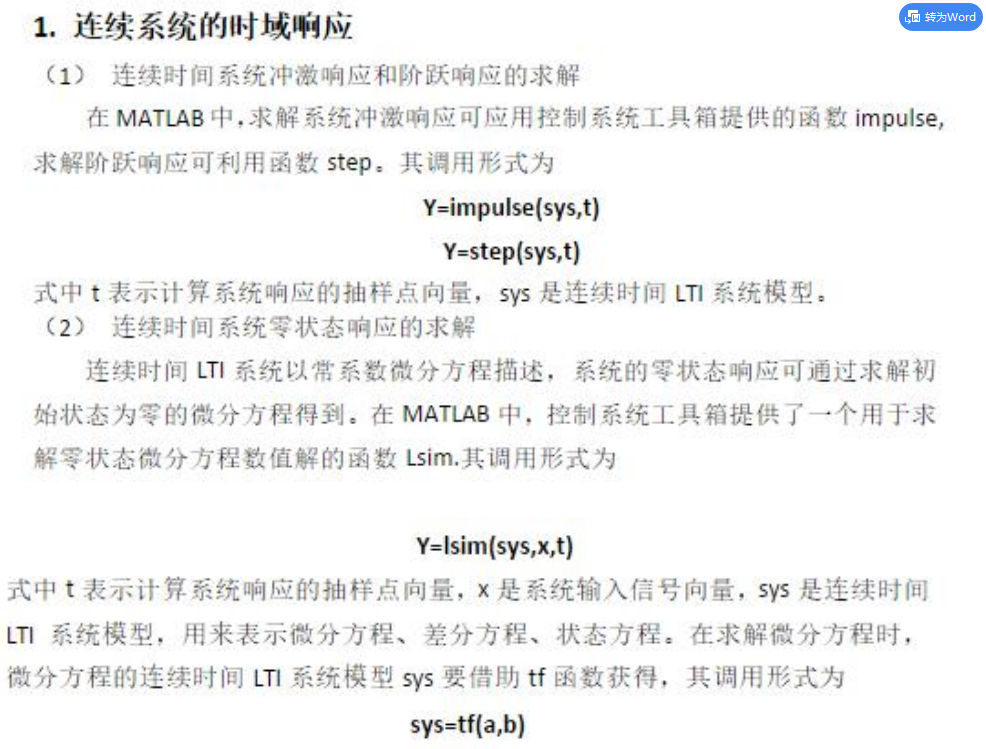 转为Word
1. 连续系统的时域响应
（1） 连续时间系统冲激响应和阶跃响应的求解
在 MATLAB 中,求解系统冲激响应可应用控制系统工具箱提供的函数 impulse,
求解阶跃响应可利用函数 step。其调用形式为
Y=impulse(sys,t)
Y=step(sys,t)
式中 t 表示计算系统响应的抽样点向量，sys 是连续时间 LTI 系统模型。
（2） 连续时间系统零状态响应的求解
连续时间 LTI 系统以常系数微分方程描述，系统的零状态响应可通过求解初
始状态为零的微分方程得到。在 MATLAB 中，控制系统工具箱提供了一个用于求
解零状态微分方程数值解的函数 Lsim.其调用形式为
Y=lsim(sys,x,t)
式中 t 表示计算系统响应的抽样点向量，x 是系统输入信号向量，sys 是连续时间
LTI 系统模型，用来表示微分方程、差分方程、状态方程。在求解微分方程时，
微分方程的连续时间 LTI 系统模型 sys 要借助 tf 函数获得，其调用形式为
sys=tf(a,b)